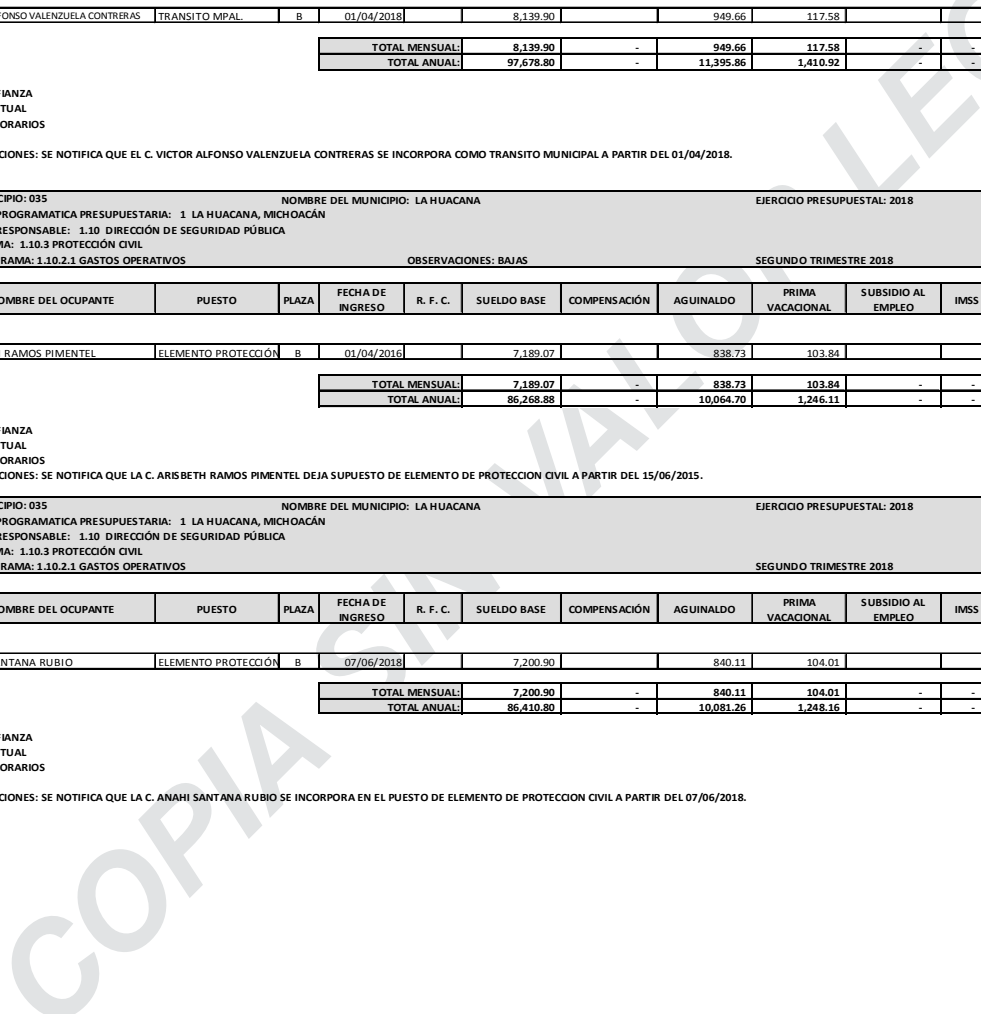 FONSO VALENZUELA CONTRERAS TRANSITO MPAL. B 01/04/2018 8,139.90 949.66 117.58
TOTAL MENSUAL: 8,139.90 - 949.66 117.58 - -
TOTAL ANUAL: 97,678.80 - 11,395.86 1,410.92 - -
IANZA
TUAL
ORARIOS
CIONES: SE NOTIFICA QUE EL C. VICTOR ALFONSO VALENZUELA CONTRERAS SE INCORPORA COMO TRANSITO MUNICIPAL A PARTIR DEL 01/04/2018.
CIPIO: 035 NOMBRE DEL MUNICIPIO: LA HUACANA EJERCICIO PRESUPUESTAL: 2018
PROGRAMATICA PRESUPUESTARIA: 1 LA HUACANA, MICHOACÁN
RESPONSABLE: 1.10 DIRECCIÓN DE SEGURIDAD PÚBLICA
MA: 1.10.3 PROTECCIÓN CIVIL
RAMA: 1.10.2.1 GASTOS OPERATIVOS OBSERVACIONES: BAJAS SEGUNDO TRIMESTRE 2018
OMBRE DEL OCUPANTE PUESTO PLAZA FECHA DE INGRESO R. F. C. SUELDO BASE COMPENSACIÓN AGUINALDO PRIMA VACACIONAL SUBSIDIO AL EMPLEO IMSS
RAMOS PIMENTEL ELEMENTO PROTECCIÓN B 01/04/2016 7,189.07 838.73 103.84
TOTAL MENSUAL: 7,189.07 - 838.73 103.84 - -
TOTAL ANUAL: 86,268.88 - 10,064.70 1,246.11 - -
IANZA
TUAL
ORARIOS
CIONES: SE NOTIFICA QUE LA C. ARISBETH RAMOS PIMENTEL DEJA SUPUESTO DE ELEMENTO DE PROTECCION CIVIL A PARTIR DEL 15/06/2015.
CIPIO: 035 NOMBRE DEL MUNICIPIO: LA HUACANA EJERCICIO PRESUPUESTAL: 2018
PROGRAMATICA PRESUPUESTARIA: 1 LA HUACANA, MICHOACÁN
RESPONSABLE: 1.10 DIRECCIÓN DE SEGURIDAD PÚBLICA
MA: 1.10.3 PROTECCIÓN CIVIL
RAMA: 1.10.2.1 GASTOS OPERATIVOS SEGUNDO TRIMESTRE 2018
OMBRE DEL OCUPANTE PUESTO PLAZA FECHA DE INGRESO R. F. C. SUELDO BASE COMPENSACIÓN AGUINALDO PRIMA VACACIONAL SUBSIDIO AL EMPLEO IMSS
NTANA RUBIO ELEMENTO PROTECCIÓN B 07/06/2018 7,200.90 840.11 104.01
TOTAL MENSUAL: 7,200.90 - 840.11 104.01 - -
TOTAL ANUAL: 86,410.80 - 10,081.26 1,248.16 - -
IANZA
TUAL
ORARIOS
CIONES: SE NOTIFICA QUE LA C. ANAHI SANTANA RUBIO SE INCORPORA EN EL PUESTO DE ELEMENTO DE PROTECCION CIVIL A PARTIR DEL 07/06/2018.
COPIA SIN VALOR LEG